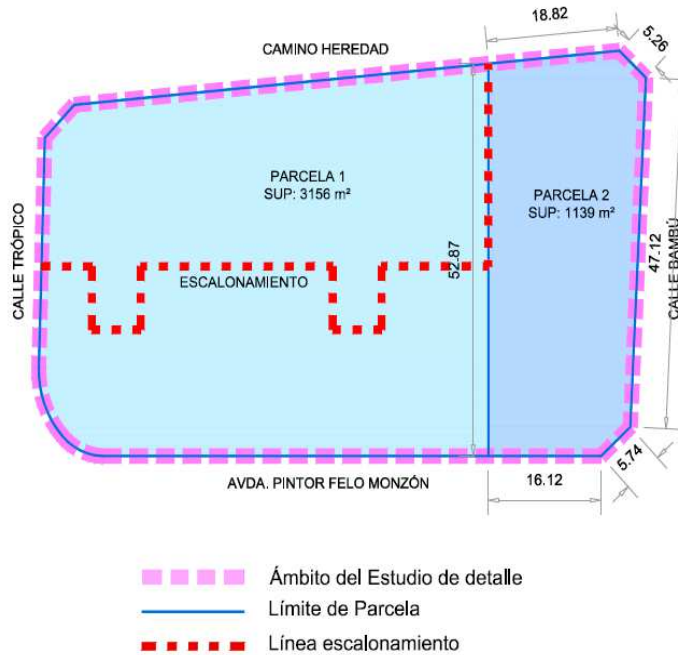 18.82
5.26
CAMINO HEREDAD
PARCELA 1
SUP: 3156 m²
PARCELA 2
SUP: 1139 m²
CALLE TRÓPICO
ESCALONAMIENTO
52.87
47.12
CALLE BAMBÚ
AVDA. PINTOR FELO MONZÓN
16.12
5.74
Ámbito del Estudio de detalle
Límite de Parcela
Línea escalonamiento